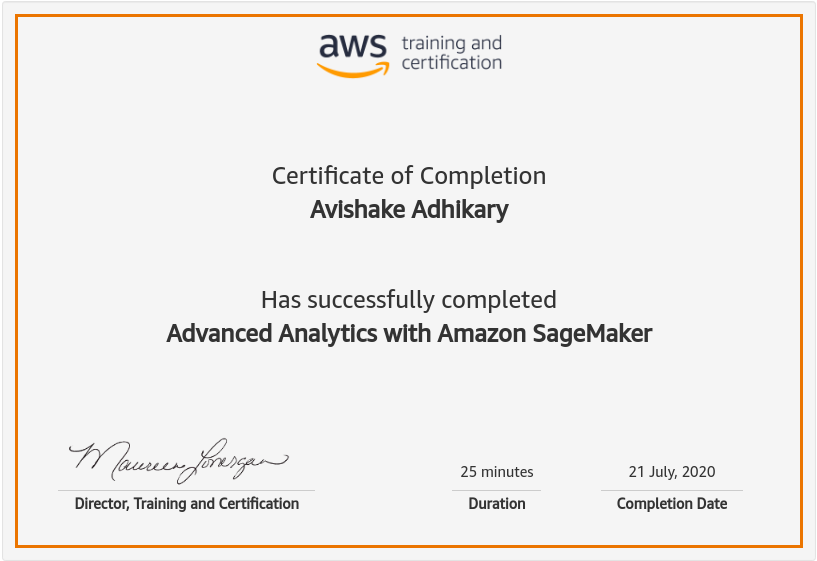 aws training and
certification
Certificate of Completion
Avishake Adhikary
Has successfully completed
Advanced Analytics with Amazon SageMaker
Maureen Lonergan
25 minutes
21 July, 2020
Director, Training and Certification
Duration
Completion Date